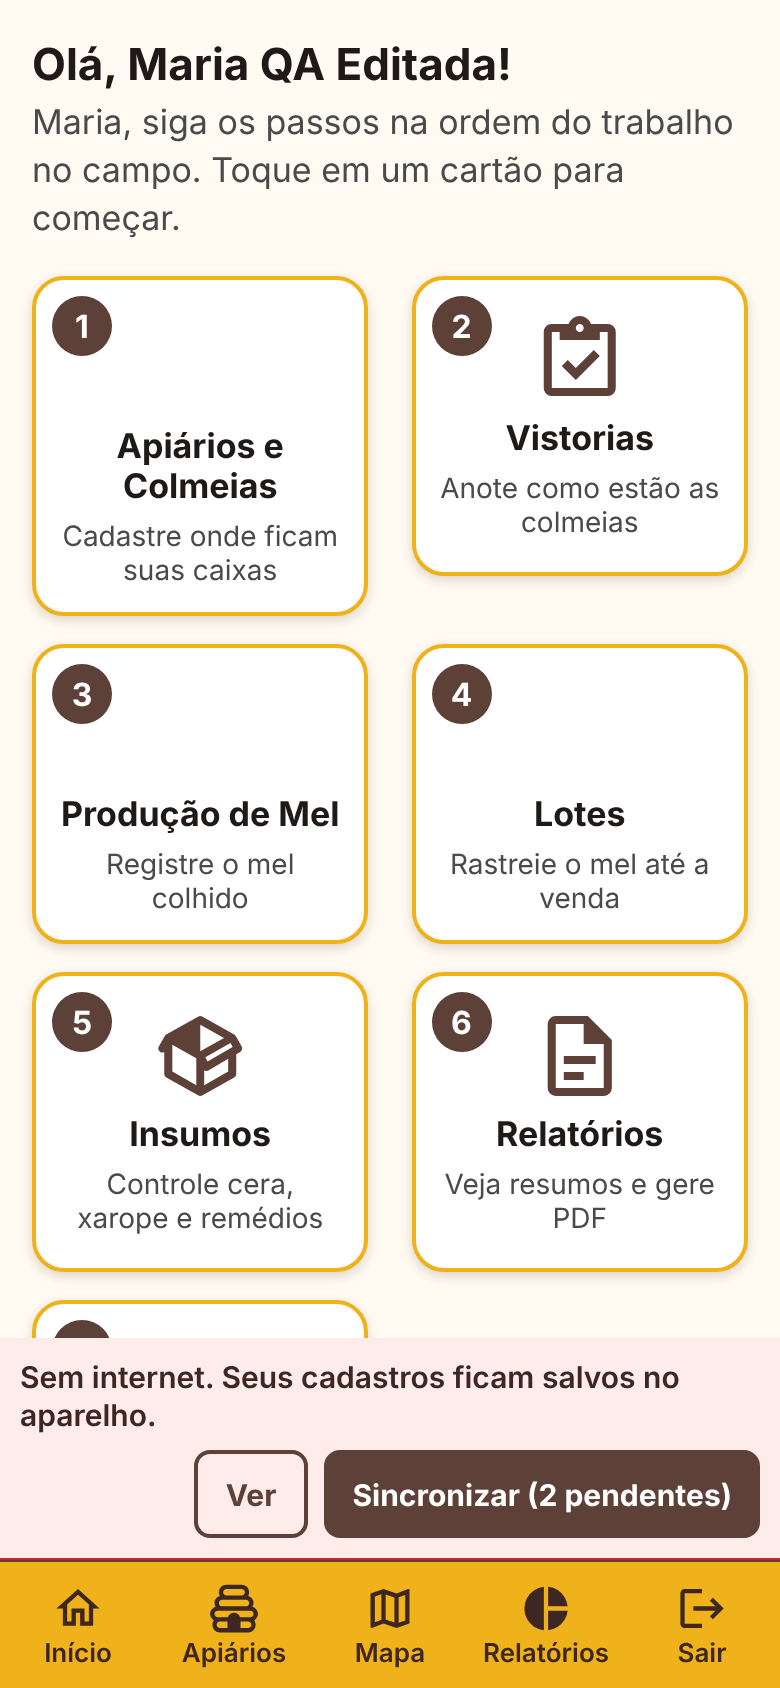 Olá, Maria QA Editada!
Maria, siga os passos na ordem do trabalho
no campo. Toque em um cartão para
começar.
1
Apiários e
Colmeias
Cadastre onde ficam
suas caixas
2
Vistorias
Anote como estão as
colmeias
3
Produção de Mel
Registre o mel
colhido
4
Lotes
Rastreie o mel até a
venda
5
Insumos
Controle cera,
xarope e remédios
6
Relatórios
Veja resumos e gere
PDF
Sem internet. Seus cadastros ficam salvos no
aparelho.
Ver
Sincronizar (2 pendentes)
Início
Apiários
Mapa
Relatórios
Sair